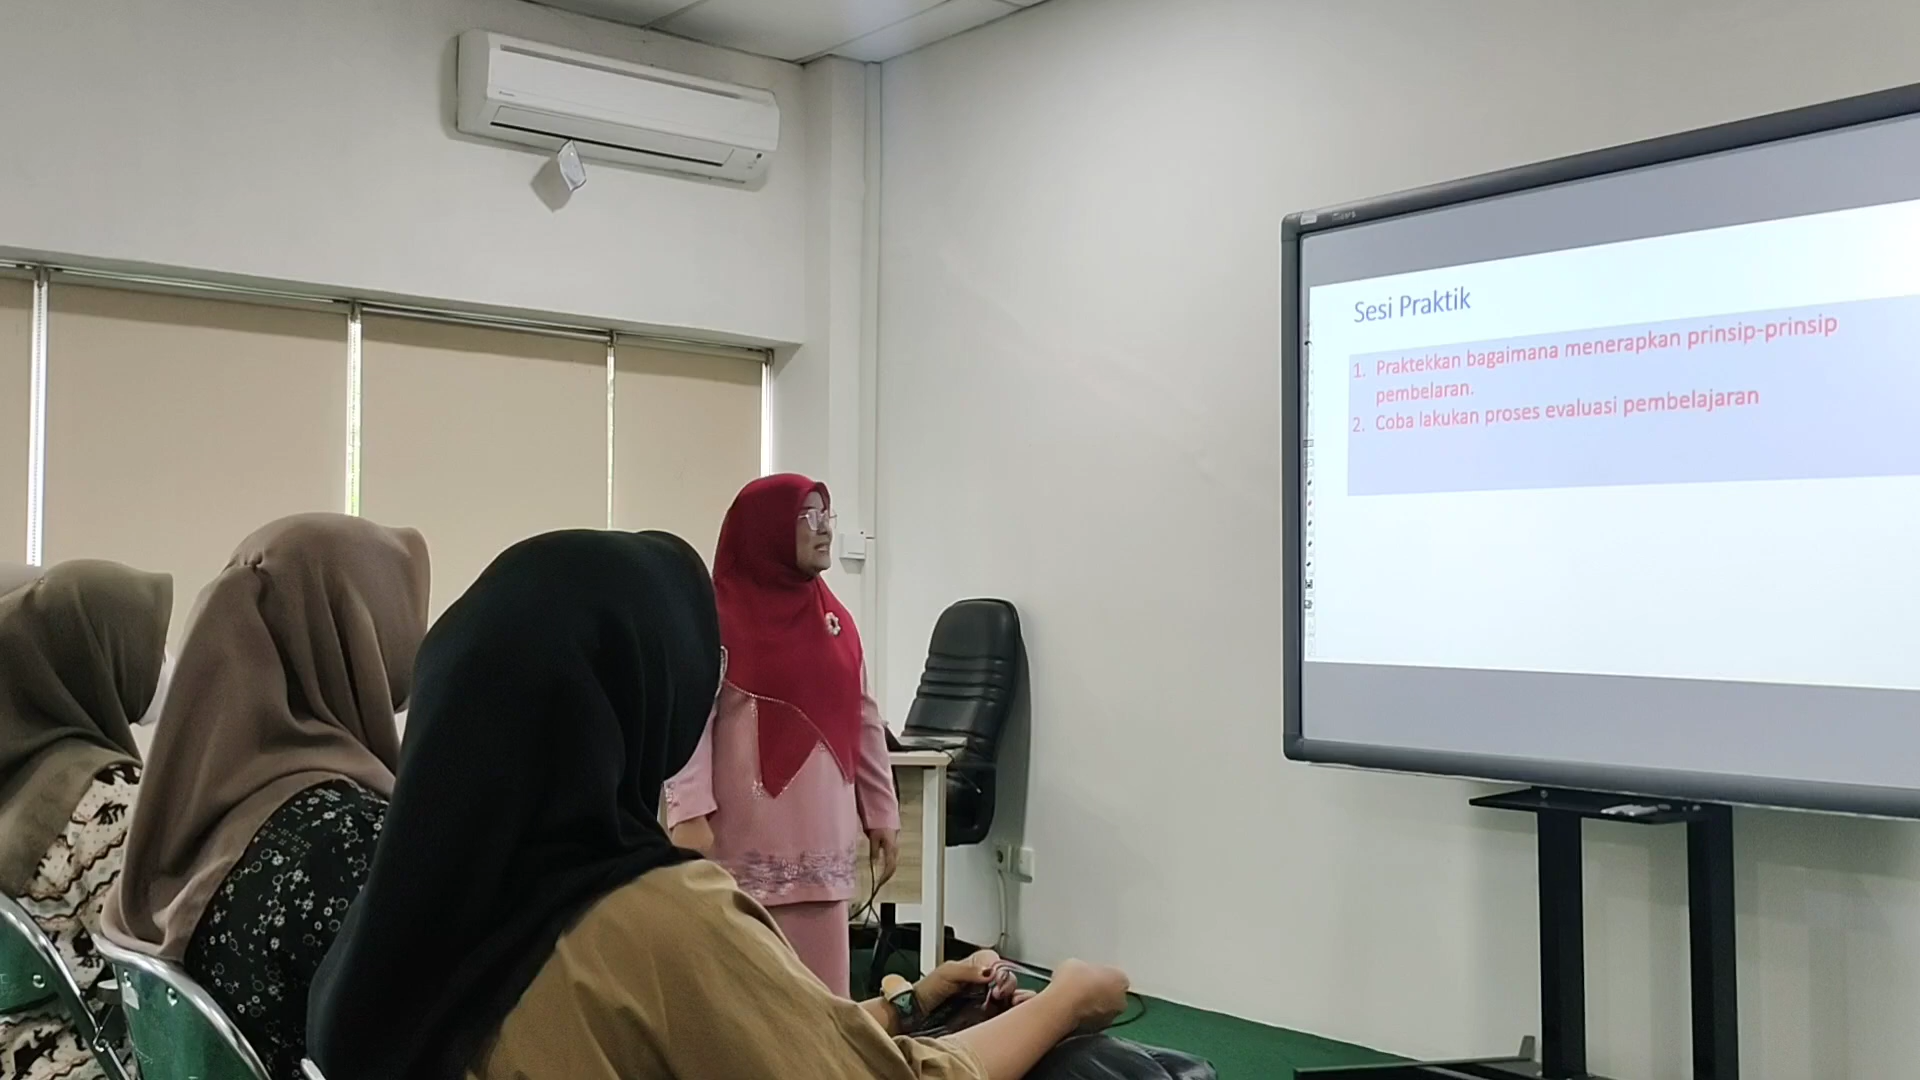 Sesi Praktik
1. Praktekkan bagaimana menerapkan prinsip-prinsip
pembelaran.
2. Coba lakukan proses evaluasi pembelajaran